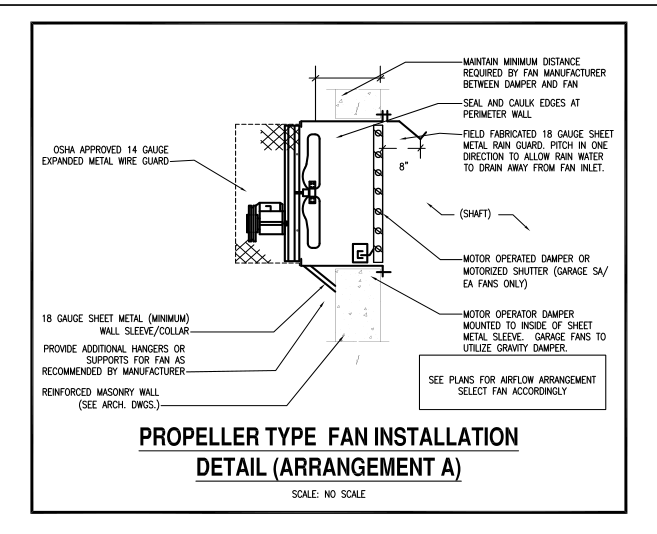 MAINTAIN MINIMUM DISTANCE
REQUIRED BY FAN MANUFACTURER
BETWEEN DAMPER AND FAN
SEAL AND CAULK EDGES AT
PERIMETER WALL
FIELD FABRICATED 18 GAUGE SHEET
METAL RAIN GUARD. PITCH IN ONE
DIRECTION TO ALLOW RAIN WATER
TO DRAIN AWAY FROM FAN INLET.
OSHA APPROVED 14 GAUGE
EXPANDED METAL WIRE GUARD
8"
(SHAFT)
MOTOR OPERATED DAMPER OR
MOTORIZED SHUTTER (GARAGE SA/
EA FANS ONLY)
MOTOR OPERATOR DAMPER
MOUNTED TO INSIDE OF SHEET
METAL SLEEVE. GARAGE FANS TO
UTILIZE GRAVITY DAMPER.
18 GAUGE SHEET METAL (MINIMUM)
WALL SLEEVE/COLLAR
PROVIDE ADDITIONAL HANGERS OR
SUPPORTS FOR FAN AS
RECOMMENDED BY MANUFACTURER
REINFORCED MASONRY WALL
(SEE ARCH. DWGS.)
SEE PLANS FOR AIRFLOW ARRANGEMENT
SELECT FAN ACCORDINGLY
PROPELLER TYPE FAN INSTALLATION
DETAIL (ARRANGEMENT A)
SCALE: NO SCALE